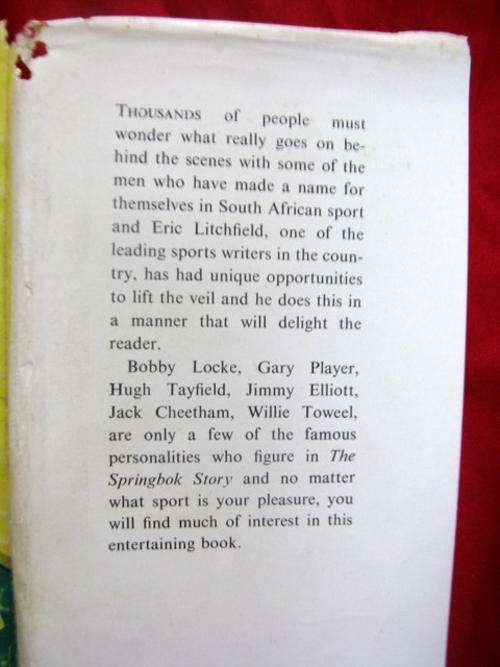 THOUSANDS of people must
wonder what really goes on be-
hind the scenes with some of the
men who have made a name for
themselves in South African sport
and Eric Litchfield, one of the
leading sports writers in the coun-
try, has had unique opportunities
to lift the veil and he does this in
a manner that will delight the
reader.
Bobby Locke, Gary Player,
Hugh Tayfield, Jimmy Elliott,
Jack Cheetham, Willie Toweel,
are only a few of the famous
personalities who figure in The
Springbok Story and no matter
what sport is your pleasure, you
will find much of interest in this
entertaining book.